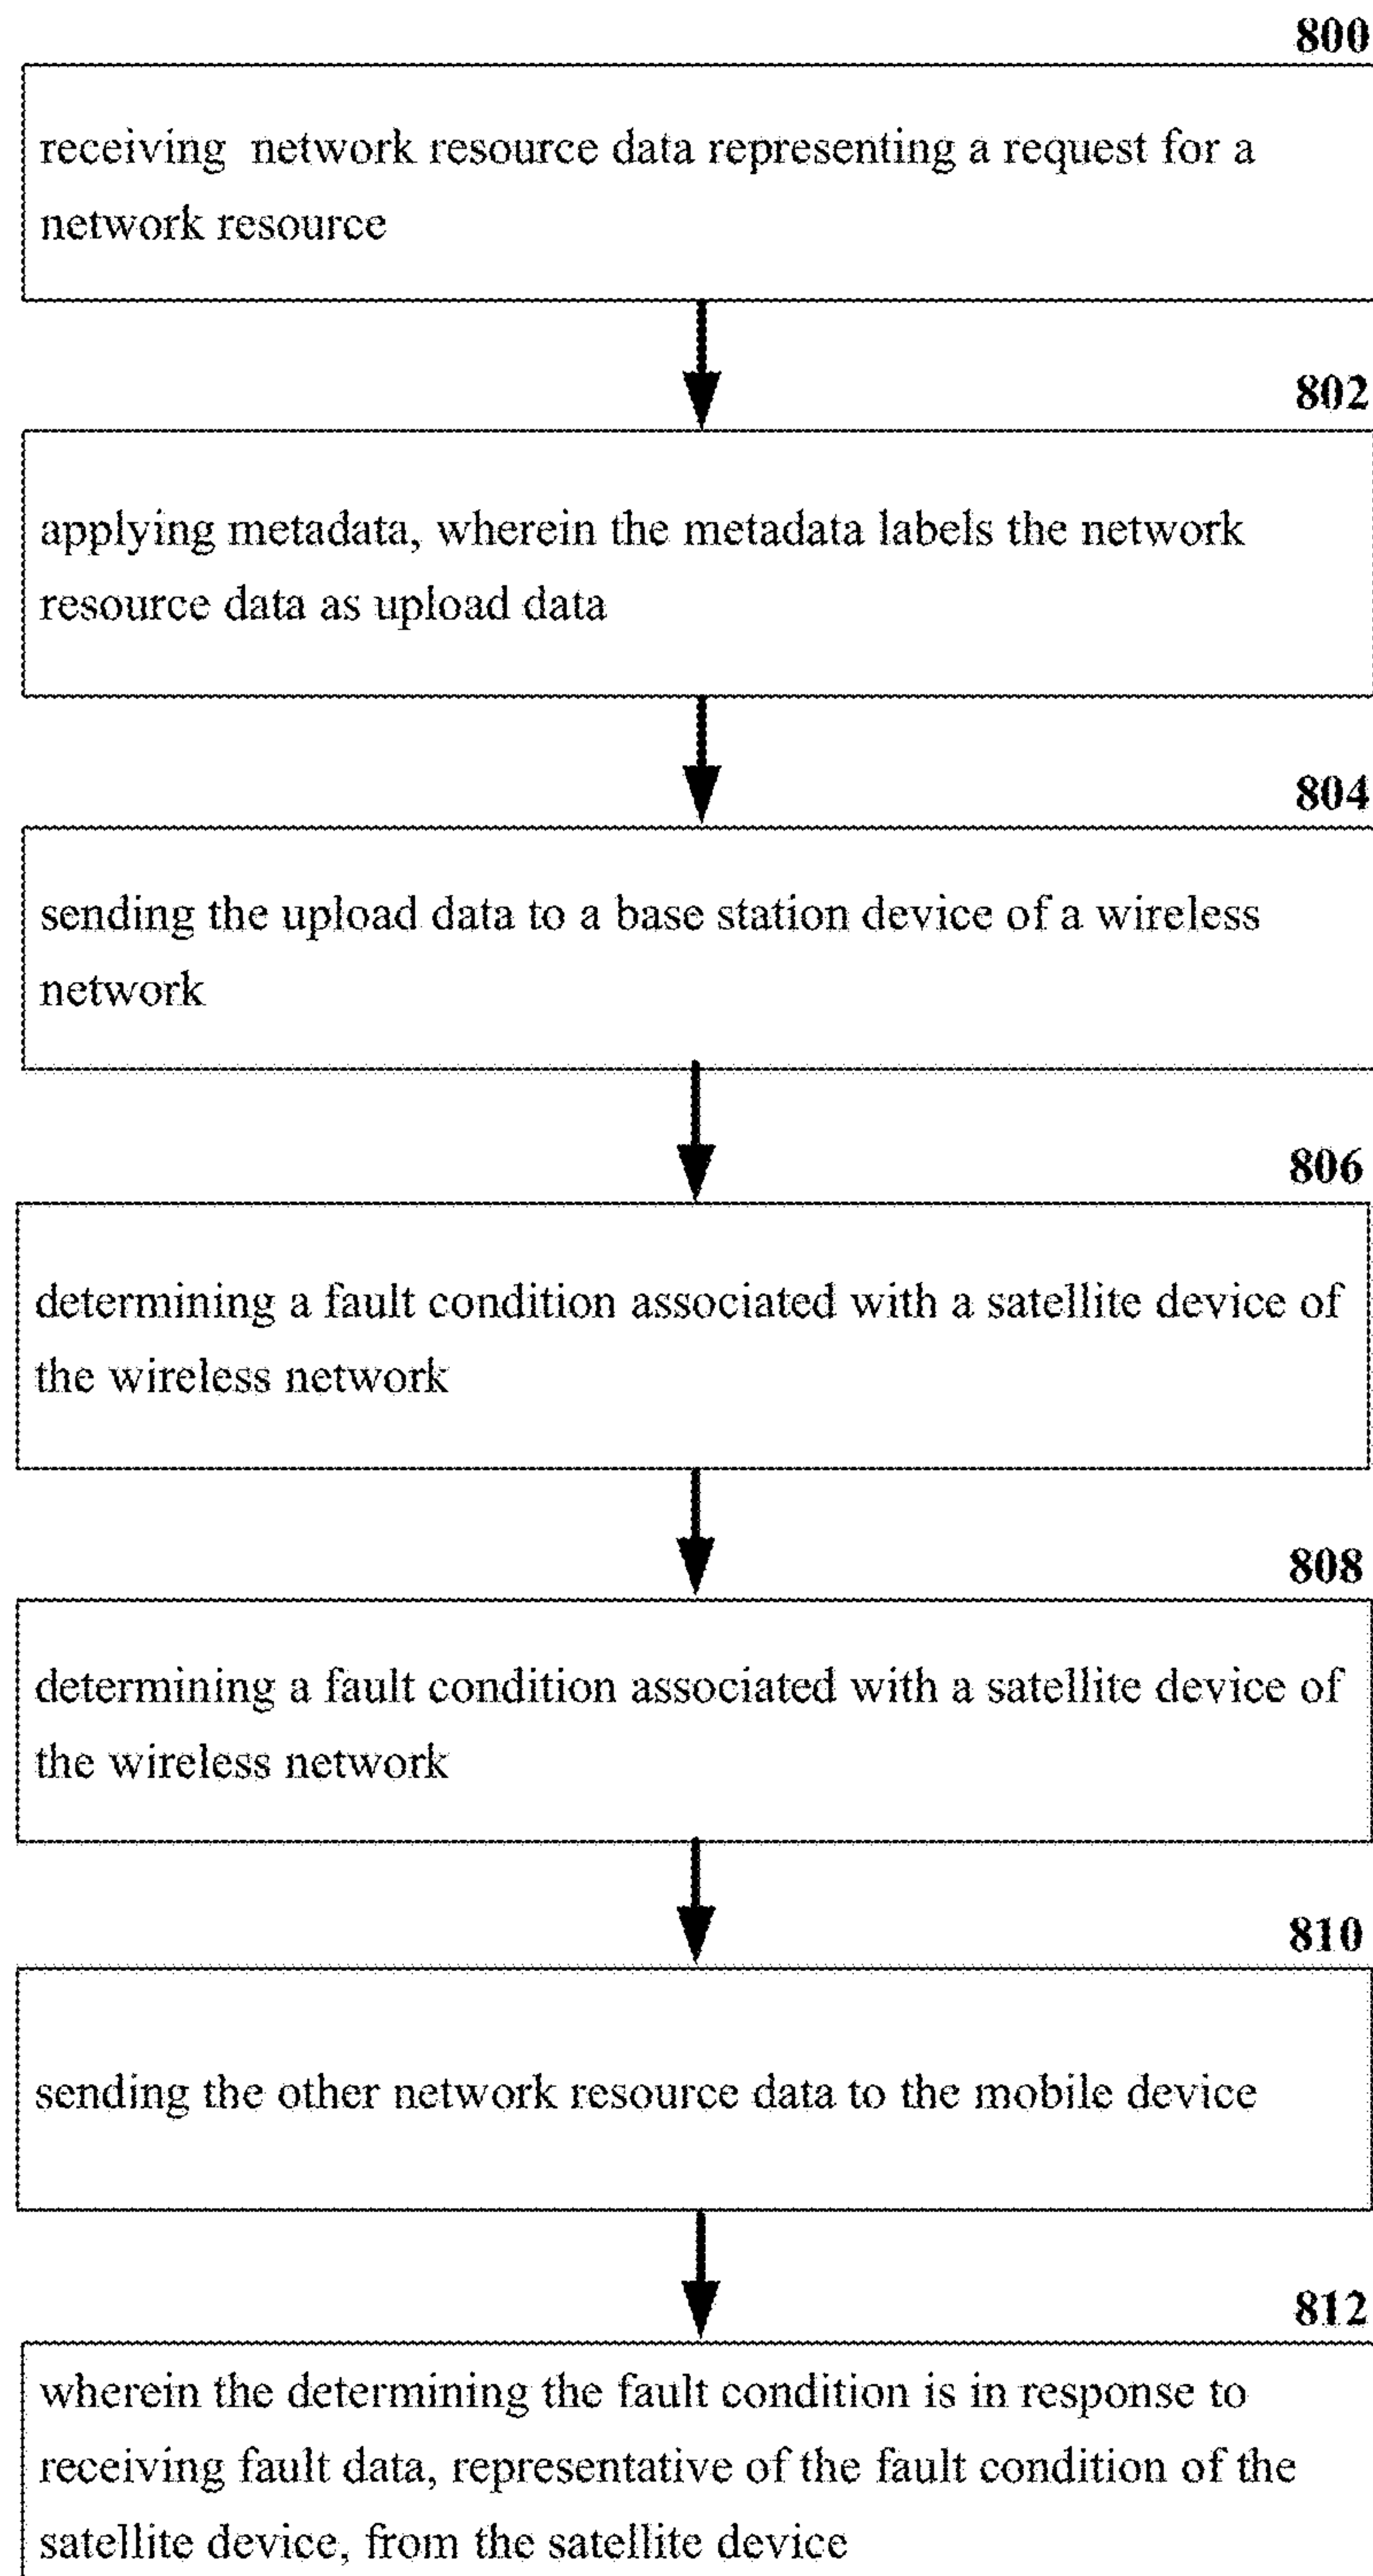 800
receiving network resource data representing a request for a
network resource
802
applying metadata, wherein the metadata labels the network
resource data as upload data
804
sending the upload data to a base station device of a wireless
network
806
determining a fault condition associated with a satellite device of
the wireless network
808
determining a fault condition associated with a satellite device of
the wireless network
810
sending the other network resource data to the mobile device
812
wherein the determining the fault condition is in response to
receiving fault data, representative of the fault condition of the
satellite device, from the satellite device